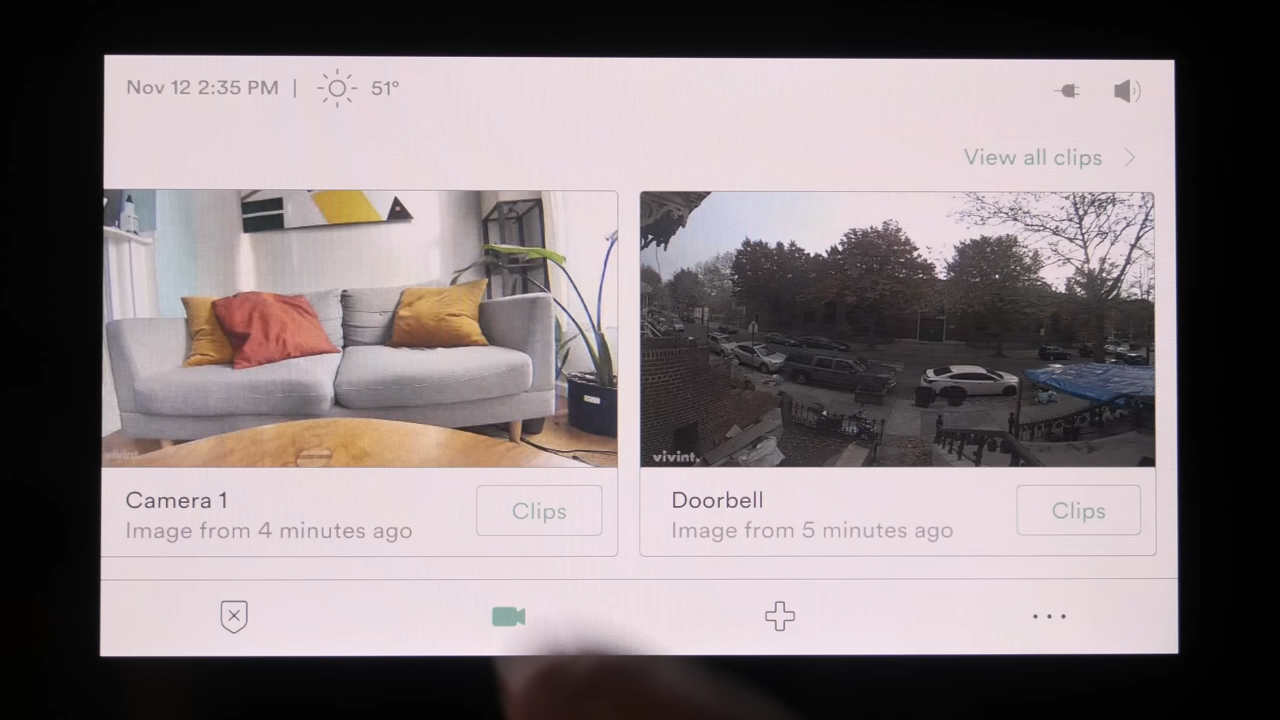 Nov 12 2:35 PM | 51°
View all clips
vivint.
vivint.
Camera 1
Image from 4 minutes ago
Clips
Doorbell
Image from 5 minutes ago
Clips